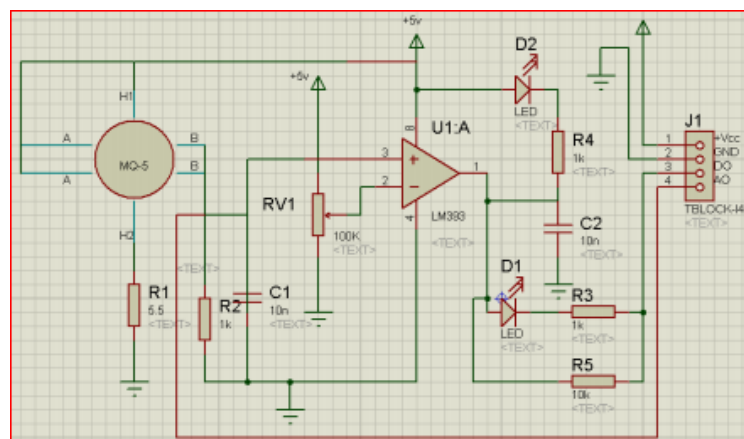 +5v
D2
LED
<TEXT>
+5v
H1
A
B
MQ-5
A
B
H2
U1:A
8
3
2
1
4
LM393
<TEXT>
R4
1k
<TEXT>
J1
1
+Vcc
2
GND
3
DO
4
AO
TBLOCK-I4
<TEXT>
RV1
100K
<TEXT>
C2
10n
<TEXT>
<TEXT>
R1
5.5
<TEXT>
R2
1k
C1
10n
<TEXT>
D1
LED
<TEXT>
R3
1k
<TEXT>
R5
10k
<TEXT>